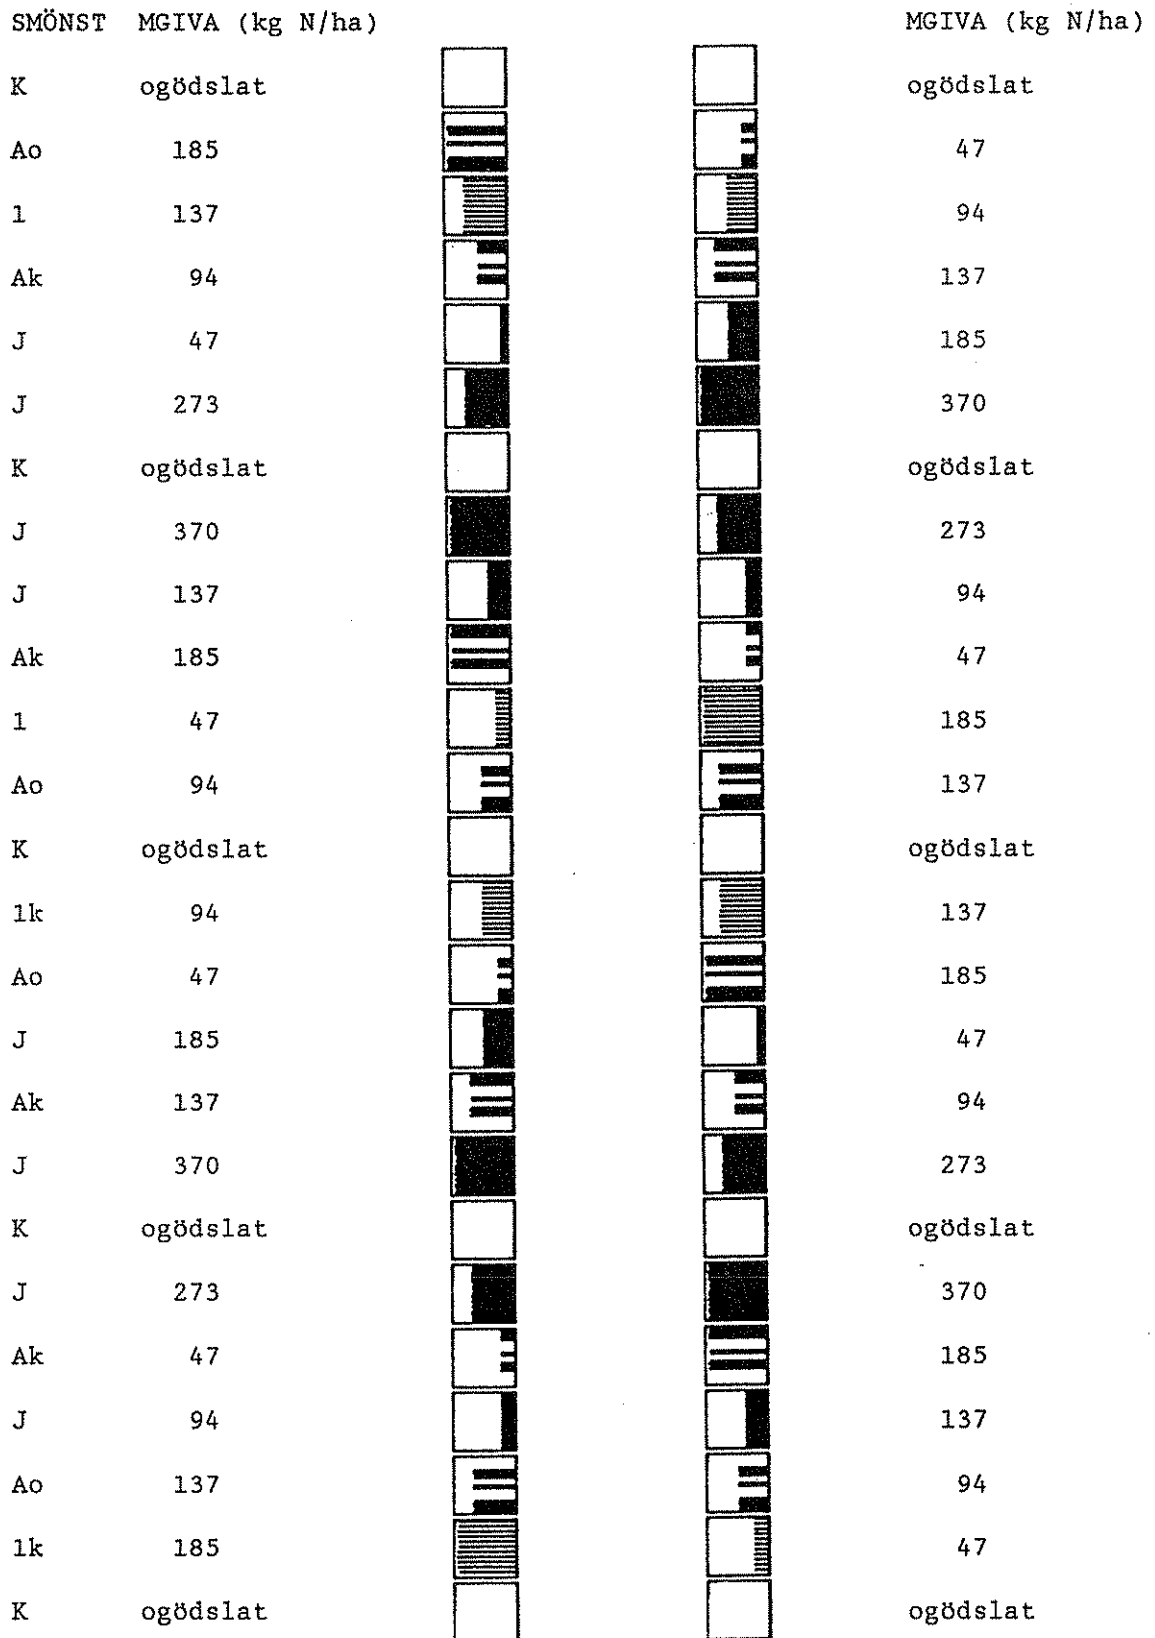 SMÖNST MGIVA (kg N/ha) MGIVA (kg N/ha)
K ogödslat ogödslat
Ao 185 47
1 137 94
Ak 94 137
J 47 185
J 273 370
K ogödslat ogödslat
J 370 273
J 137 94
Ak 185 47
1 47 185
Ao 94 137
K ogödslat ogödslat
1k 94 137
Ao 47 185
J 185 47
Ak 137 94
J 370 273
K ogödslat ogödslat
J 273 370
Ak 47 185
J 94 137
Ao 137 94
1k 185 47
K ogödslat ogödslat